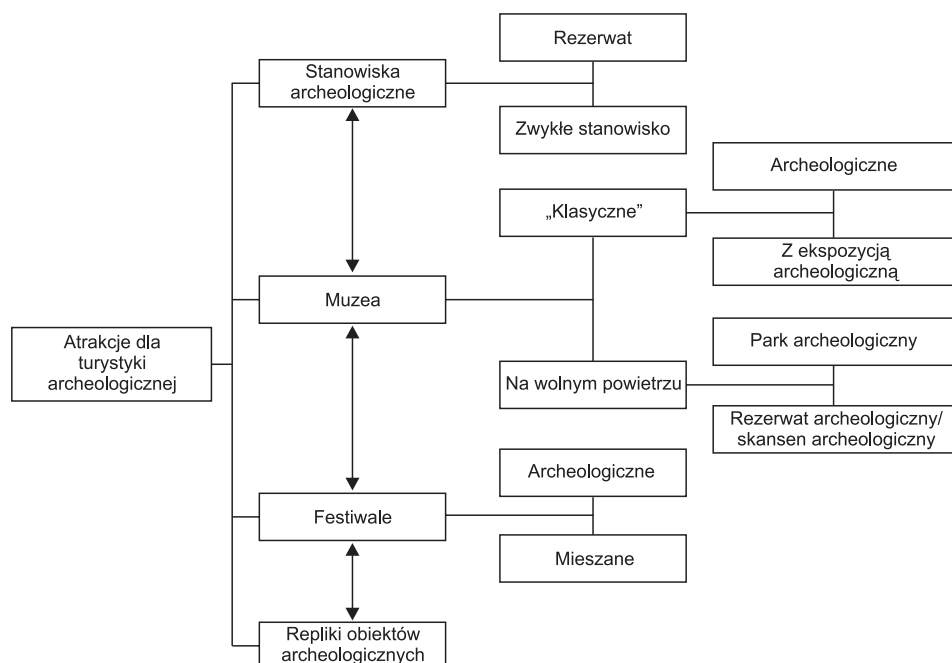 Rezerwat
Stanowiska
archeologiczne
Zwykłe stanowisko
Archeologiczne
„Klasyczne”
Z ekspozycją
archeologiczną
Muzea
Atrakcje dla
turystyki
archeologicznej
Park archeologiczny
Na wolnym powietrzu
Rezerwat archeologiczny/
skansen archeologiczny
Archeologiczne
Festiwale
Mieszane
Repliki obiektów
archeologicznych